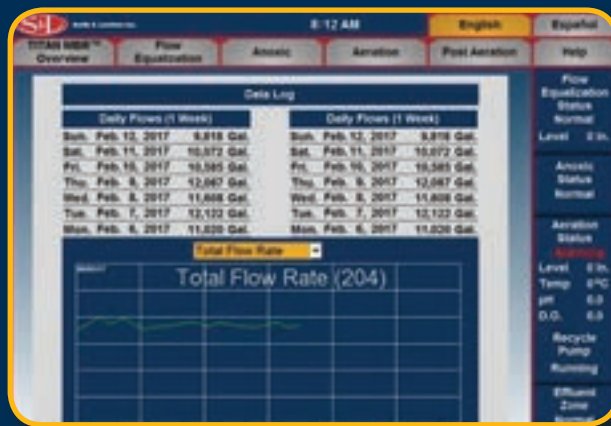 S&L Smith & Loveless Inc.
8:12 AM
English
Español
TITAN MBR™ Overview
Flow Equalization
Anoxic
Aeration
Post Aeration
Help
Data Log
Daily Flows (1 Week)
Sun. Feb. 12, 2017 9,818 Gal.
Sat. Feb. 11, 2017 10,072 Gal.
Fri. Feb. 10, 2017 10,585 Gal.
Thu. Feb. 9, 2017 12,087 Gal.
Wed. Feb. 8, 2017 11,608 Gal.
Tue. Feb. 7, 2017 12,122 Gal.
Mon. Feb. 6, 2017 11,020 Gal.
Daily Flows (1 Week)
Sun. Feb. 12, 2017 9,818 Gal.
Sat. Feb. 11, 2017 10,072 Gal.
Fri. Feb. 10, 2017 10,585 Gal.
Thu. Feb. 9, 2017 12,087 Gal.
Wed. Feb. 8, 2017 11,608 Gal.
Tue. Feb. 7, 2017 12,122 Gal.
Mon. Feb. 6, 2017 11,020 Gal.
Total Flow Rate
Total Flow Rate (204)
Flow
Equalization
Status
Normal
Level 0 in.
Anoxic
Status
Normal
Aeration
Status
Warning
Level 0 in.
Temp 0°C
pH 0.0
D.O. 0.0
Recycle
Pump
Running
Effluent
Zone
Normal